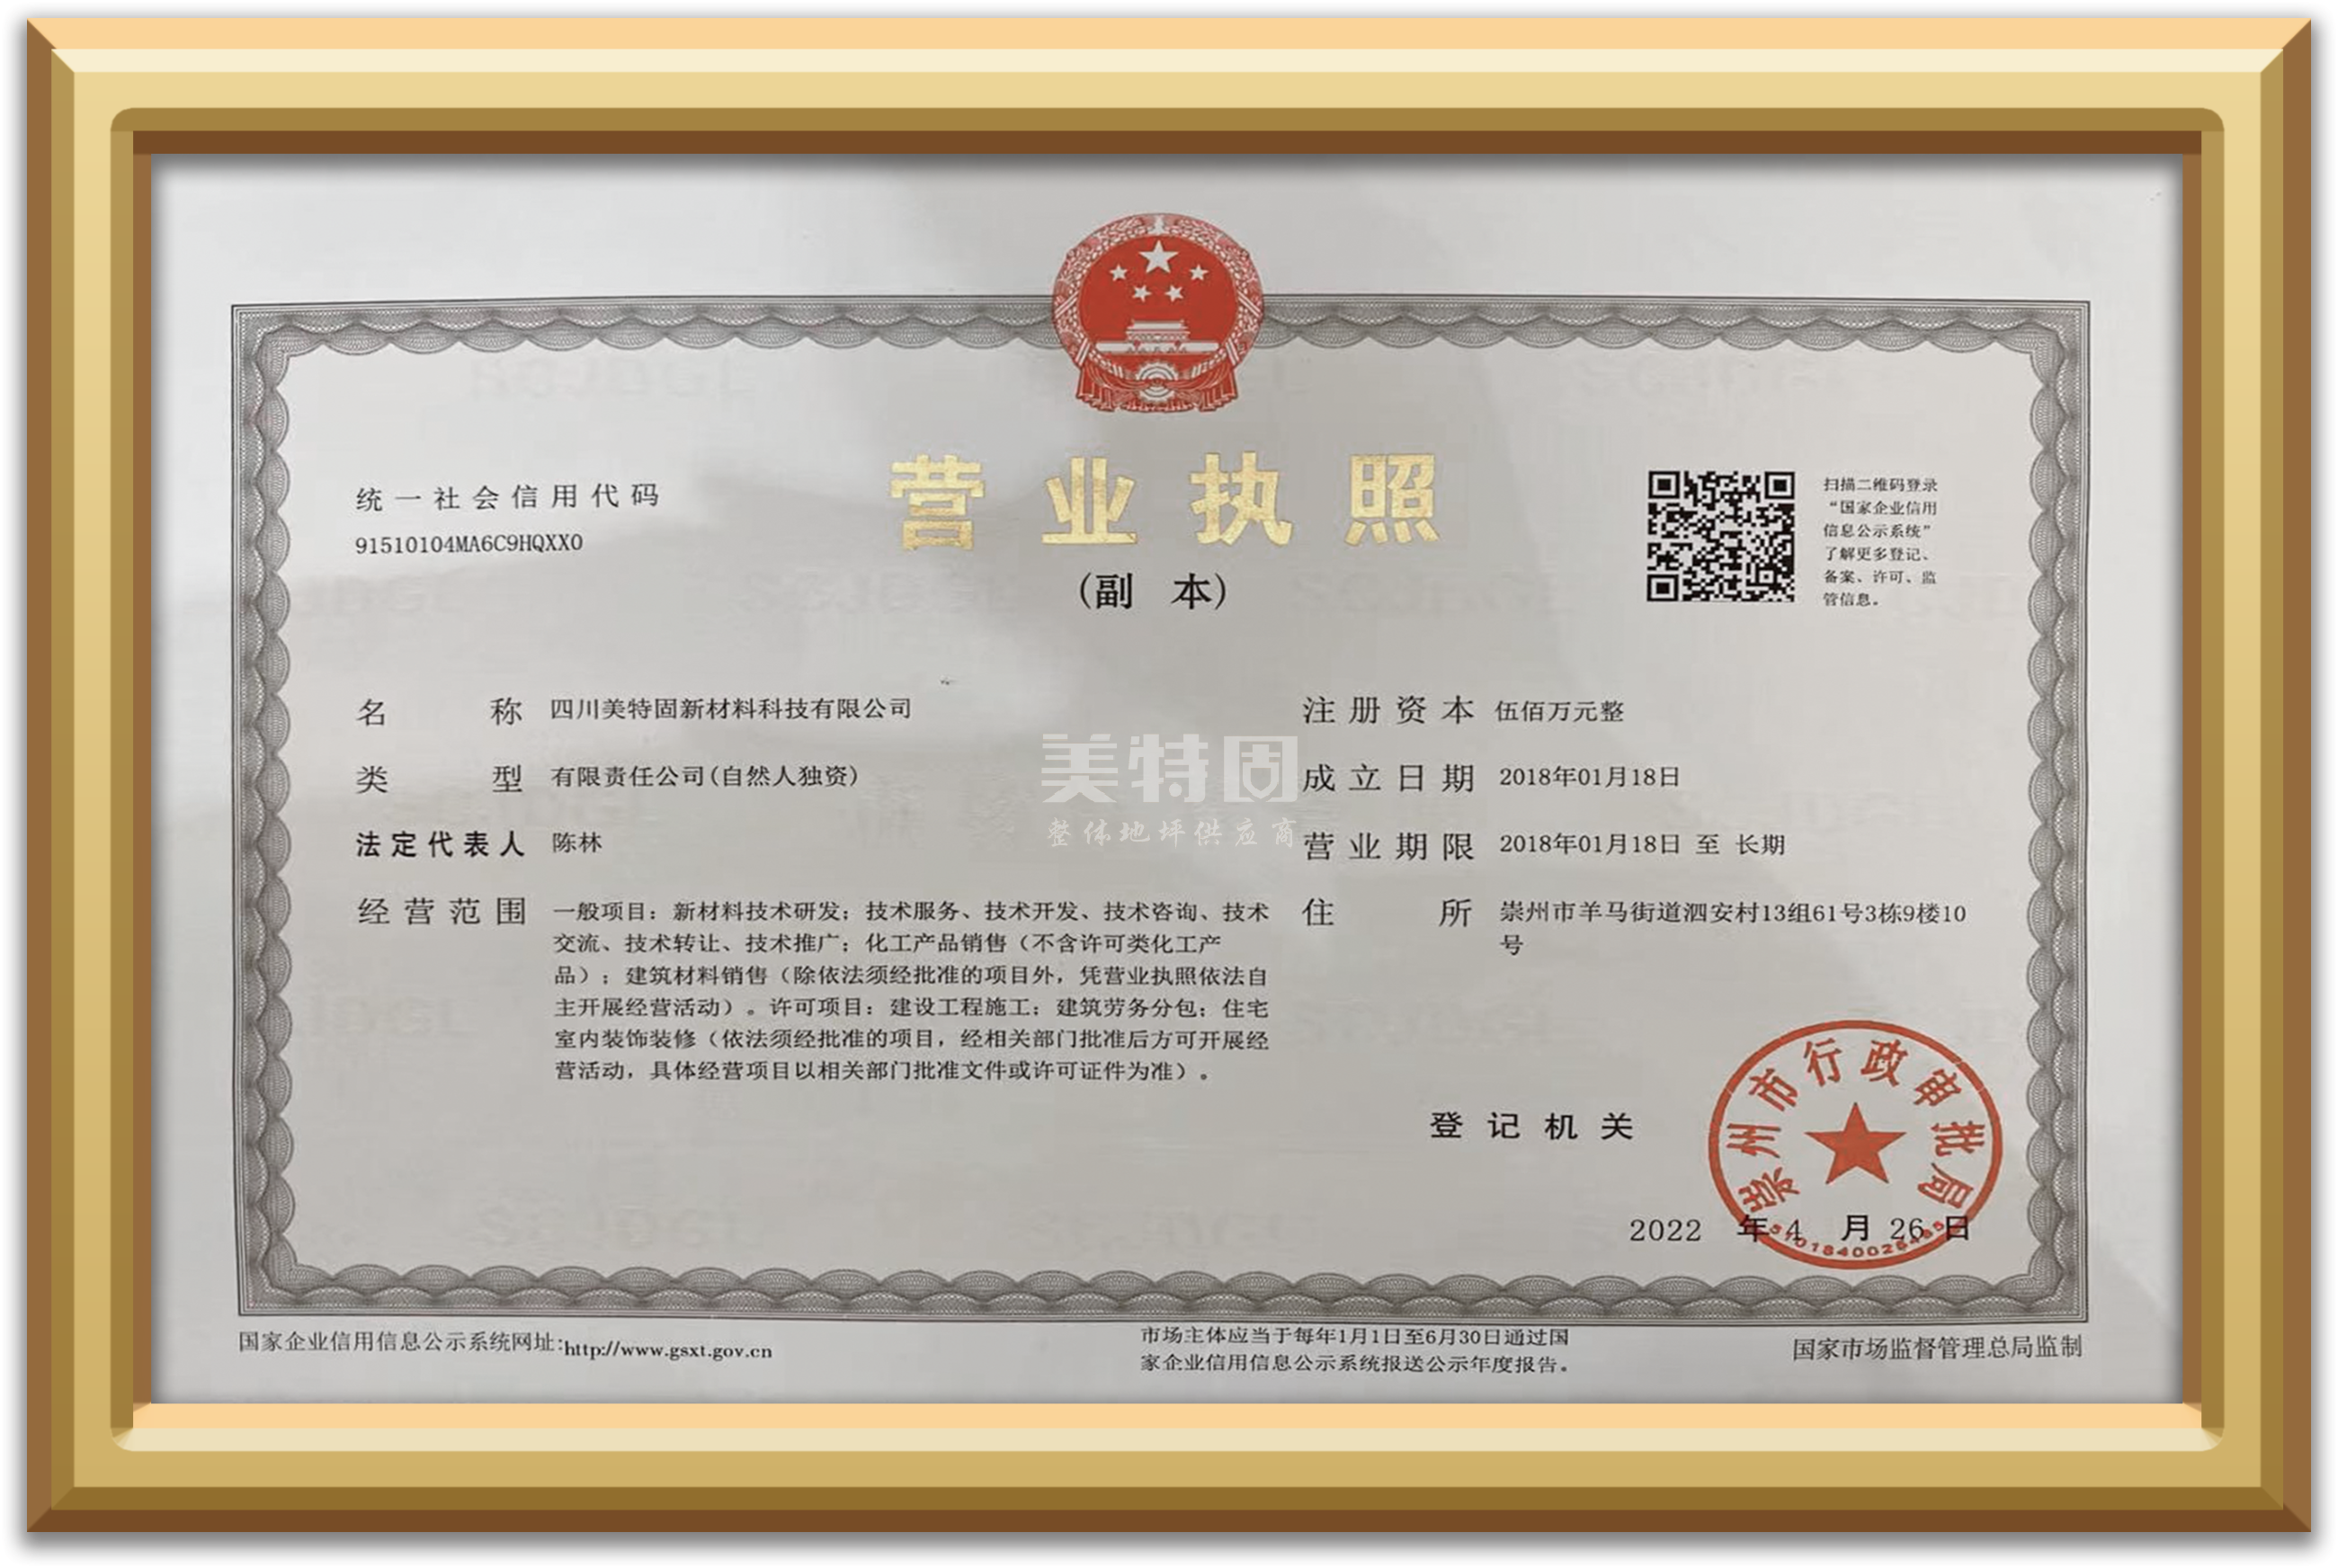 营业执照
(副 本)
统一社会信用代码
91510104MA6C9HQXX0
扫描二维码登录
“国家企业信用
信息公示系统”
了解更多登记、
备案、许可、监
管信息。
名 称 四川美特固新材料科技有限公司
类 型 有限责任公司(自然人独资)
法定代表人 陈林
经营范围 一般项目：新材料技术研发；技术服务、技术开发、技术咨询、技术
交流、技术转让、技术推广；化工产品销售（不含许可类化工产
品）；建筑材料销售（除依法须经批准的项目外，凭营业执照依法自
主开展经营活动）。许可项目：建设工程施工；建筑劳务分包；住宅
室内装饰装修（依法须经批准的项目，经相关部门批准后方可开展经
营活动，具体经营项目以相关部门批准文件或许可证件为准）。
美特固
整体地坪供应商
注册资本 伍佰万元整
成立日期 2018年01月18日
营业期限 2018年01月18日 至 长期
住 所 崇州市羊马街道泗安村13组61号3栋9楼10
号
登记机关
崇州市行政审批局
2022 年 4 月 26 日
国家企业信用信息公示系统网址:http://www.gsxt.gov.cn
市场主体应当于每年1月1日至6月30日通过国
家企业信用信息公示系统报送公示年度报告。
国家市场监督管理总局监制